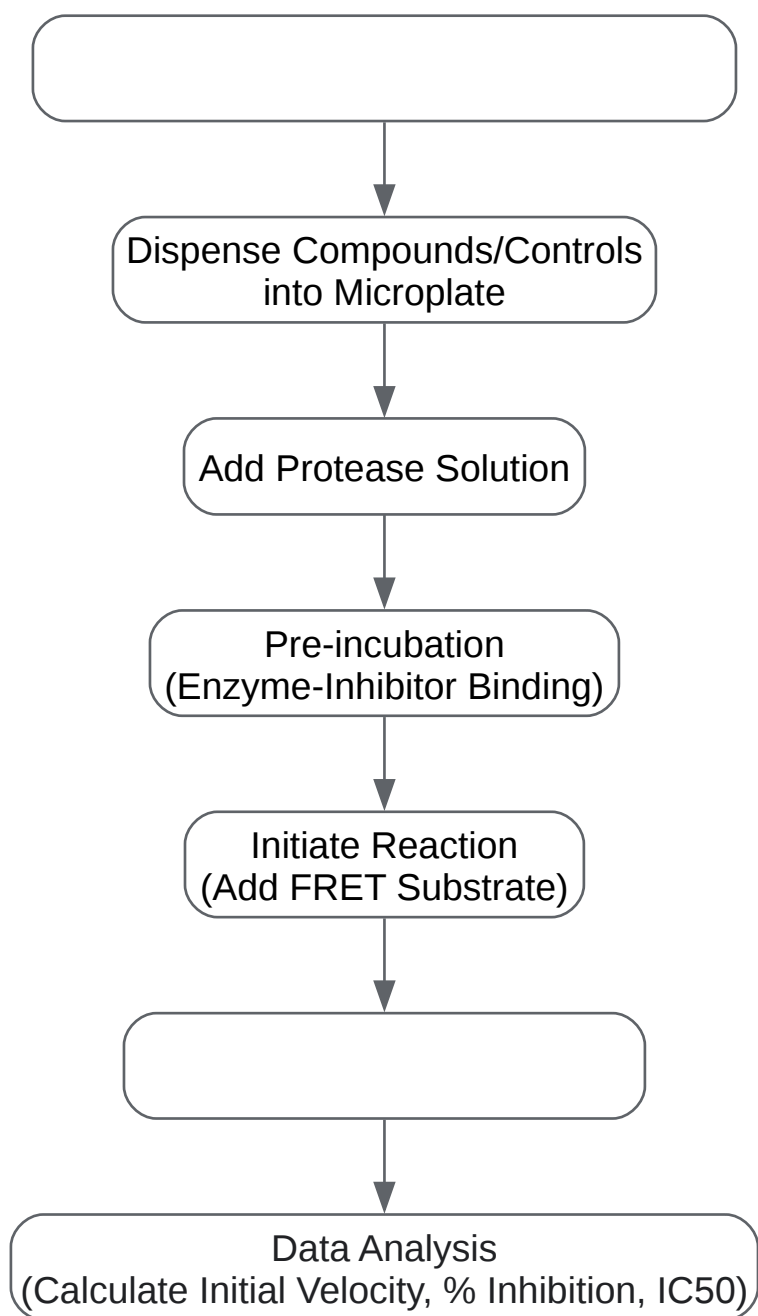 Dispense Compounds/Controls
into Microplate
Add Protease Solution
Pre-incubation
(Enzyme-Inhibitor Binding)
Initiate Reaction
(Add FRET Substrate)
Data Analysis
(Calculate Initial Velocity, % Inhibition, IC50)